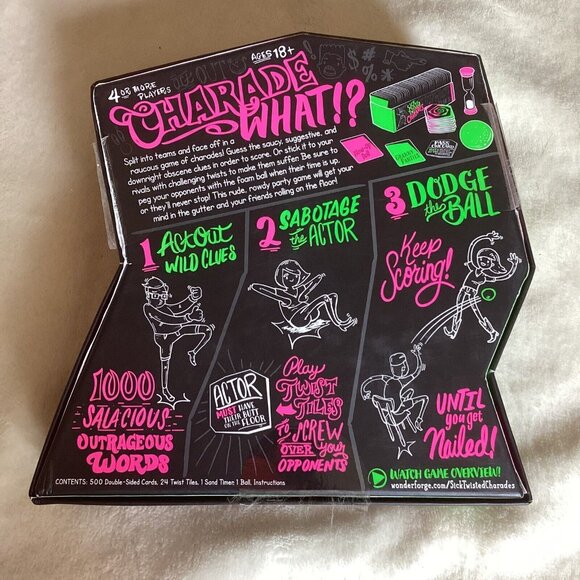 4 OR MORE PLAYERS
AGES 18+
CHARADE WHAT!?
$ # % *
Split into teams and face off in a
raucous game of charades! Guess the saucy, suggestive, and
downright obscene clues in order to score. Or stick it to your
rivals with challenging twists to make them suffer! Be sure to
peg your opponents with the foam ball when their time is up,
or they'll never stop! This rude, rowdy party game will get your
mind in the gutter and your friends rolling on the floor!
1 Act Out
WILD CLUES
2 SABOTAGE
the ACTOR
3 DODGE
the BALL
Keep
Scoring!
1000
SALACIOUS
OUTRAGEOUS
WORDS
ACTOR
MUST HAVE
THEIR BUTT
ON THE FLOOR
Play
TWIST
TILES
TO SCREW
OVER your
OPPONENTS
UNTIL
you get
Nailed!
WATCH GAME OVERVIEW!
wonderforge.com/SickTwistedCharades
CONTENTS: 500 Double-Sided Cards, 24 Twist Tiles, 1 Sand Timer, 1 Ball, Instructions